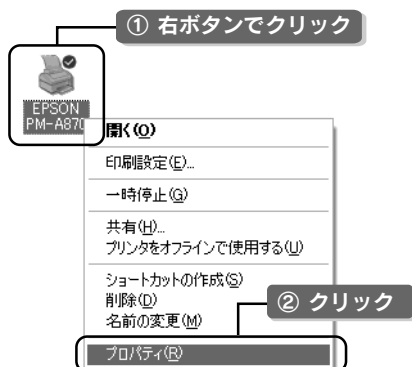 ① 右ボタンでクリック
EPSON
PM-A870
開く(O)
印刷設定(E)...
一時停止(G)
共有(H)...
プリンタをオフラインで使用する(U)
ショートカットの作成(S)
削除(D)
名前の変更(M)
② クリック
プロパティ(R)